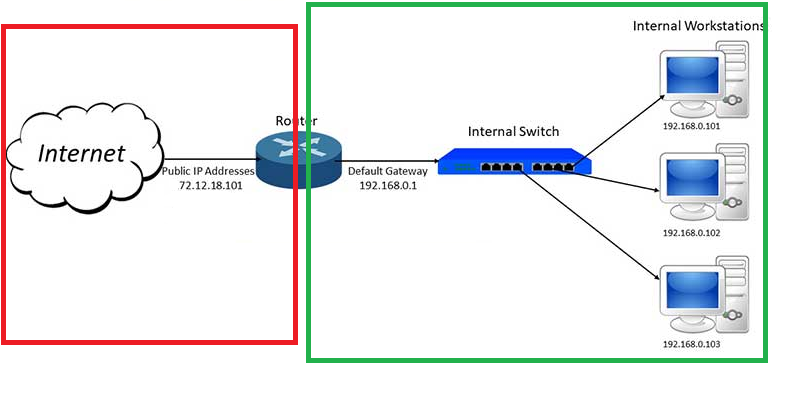 Internal Workstations
Router
Internet
Internal Switch
Public IP Addresses
72.12.18.101
Default Gateway
192.168.0.1
192.168.0.101
192.168.0.102
192.168.0.103